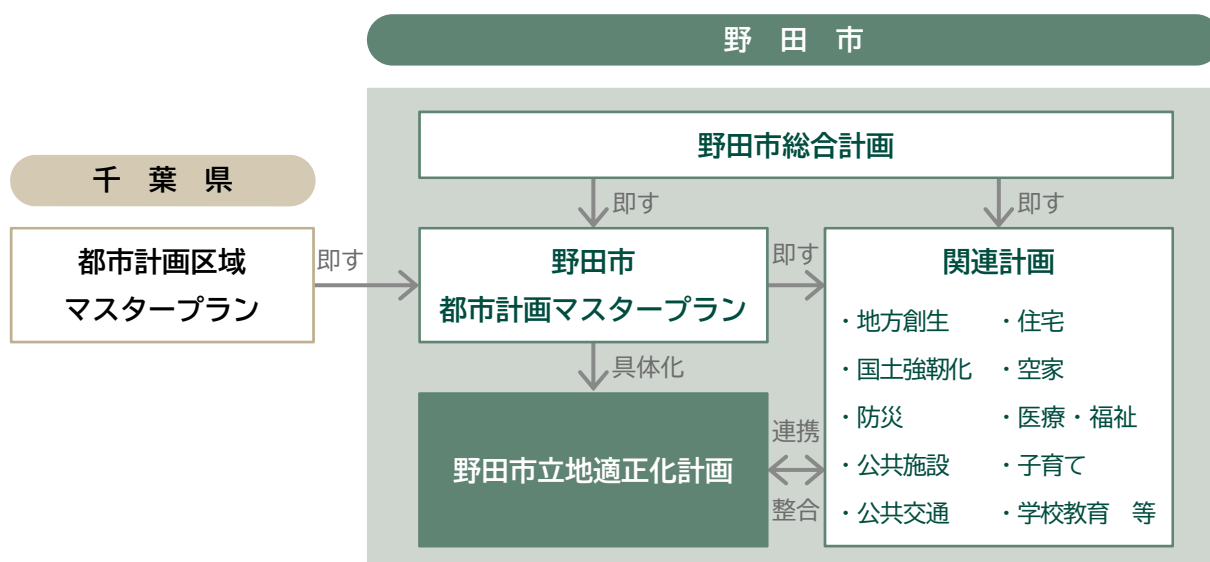 野 田 市
野田市総合計画
千 葉 県
即す
即す
都市計画区域
マスタープラン
即す
野田市
都市計画マスタープラン
即す
関連計画
・地方創生
・住宅
・国土強靭化
・空家
・防災
・医療・福祉
・公共施設
・子育て
・公共交通
・学校教育 等
具体化
野田市立地適正化計画
連携
整合